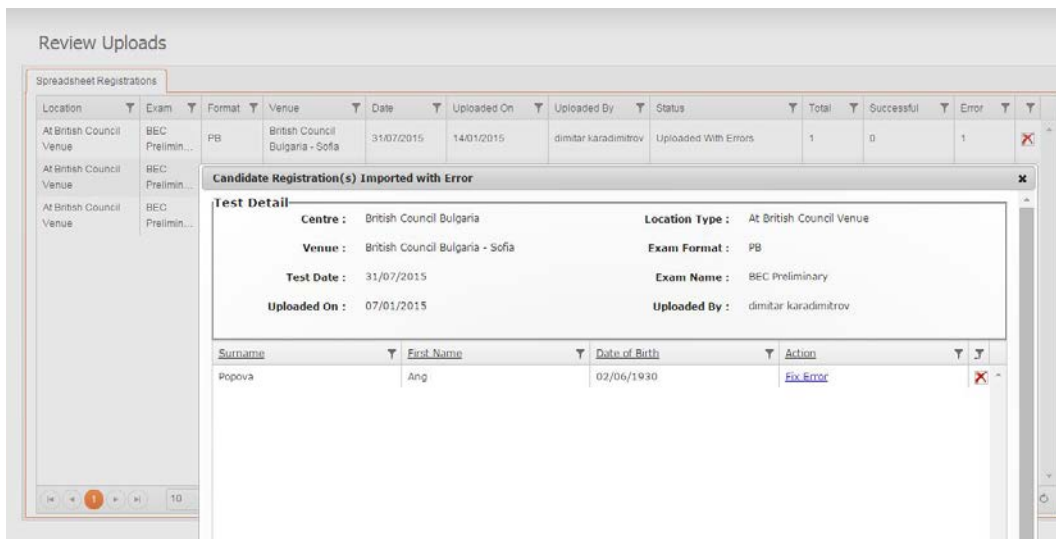 Review Uploads
Spreadsheet Registrations
Location Exam Format Venue Date Uploaded On Uploaded By Status Total Successful Error
At British Council Venue BEC Prelimin... PB British Council Bulgaria - Sofia 31/07/2015 14/01/2015 dimitar karadimitrov Uploaded With Errors 1 0 1
At British Council Venue BEC Prelimin...
At British Council Venue BEC Prelimin...
Candidate Registration(s) Imported with Error
Test Detail
Centre : British Council Bulgaria Location Type : At British Council Venue
Venue : British Council Bulgaria - Sofia Exam Format : PB
Test Date : 31/07/2015 Exam Name : BEC Preliminary
Uploaded On : 07/01/2015 Uploaded By : dimitar karadimitrov
Surname First Name Date of Birth Action
Popova Ang 02/06/1930 Fix Error
1 10